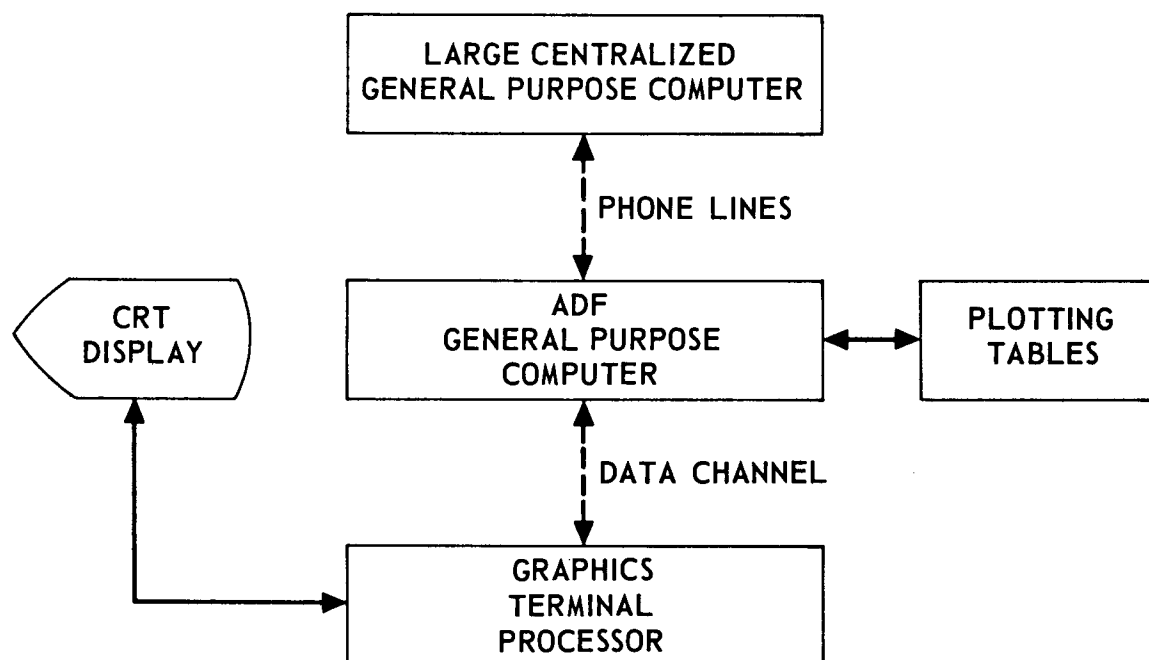 LARGE CENTRALIZED
GENERAL PURPOSE COMPUTER
PHONE LINES
CRT
DISPLAY
ADF
GENERAL PURPOSE
COMPUTER
PLOTTING
TABLES
DATA CHANNEL
GRAPHICS
TERMINAL
PROCESSOR